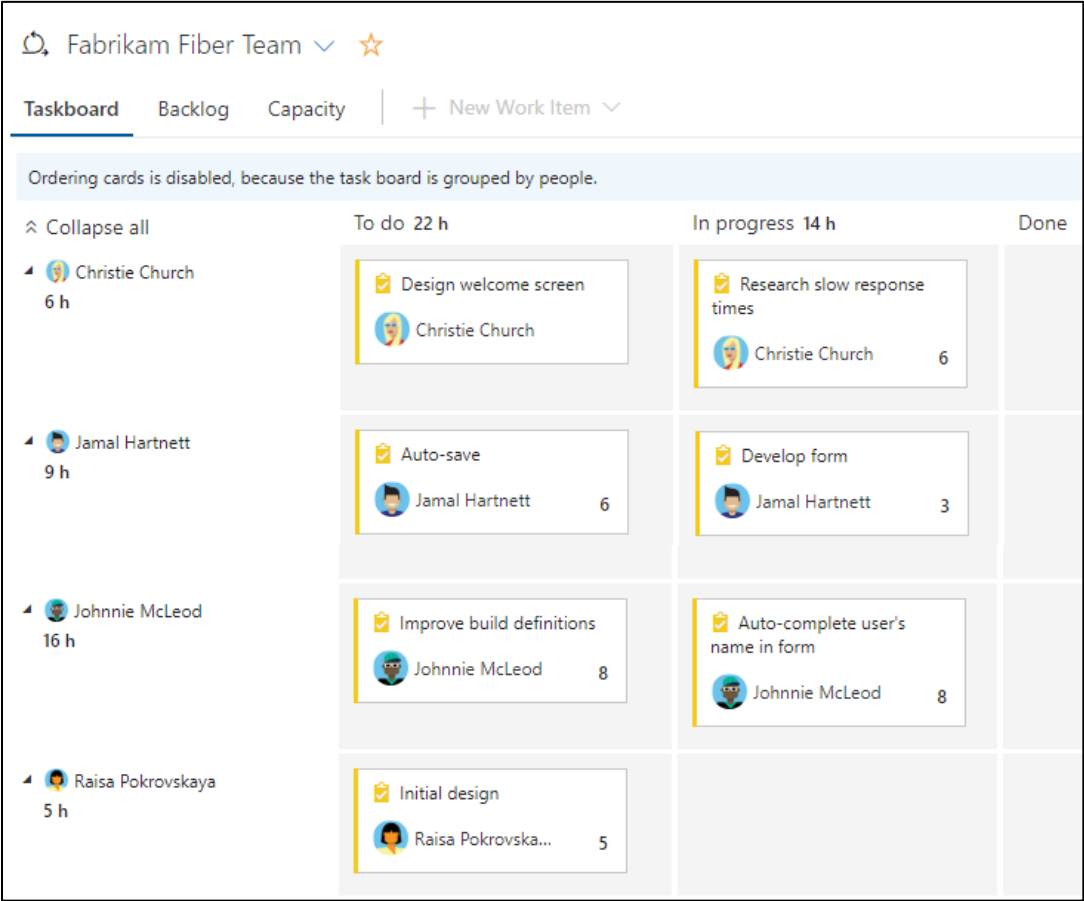 Fabrikam Fiber Team
Taskboard Backlog Capacity New Work Item
Ordering cards is disabled, because the task board is grouped by people.
Collapse all To do 22 h In progress 14 h Done
Christie Church
6 h
Design welcome screen
Christie Church
Research slow response
times
Christie Church 6
Jamal Hartnett
9 h
Auto-save
Jamal Hartnett 6
Develop form
Jamal Hartnett 3
Johnnie McLeod
16 h
Improve build definitions
Johnnie McLeod 8
Auto-complete user's
name in form
Johnnie McLeod 8
Raisa Pokrovskaya
5 h
Initial design
Raisa Pokrovska... 5